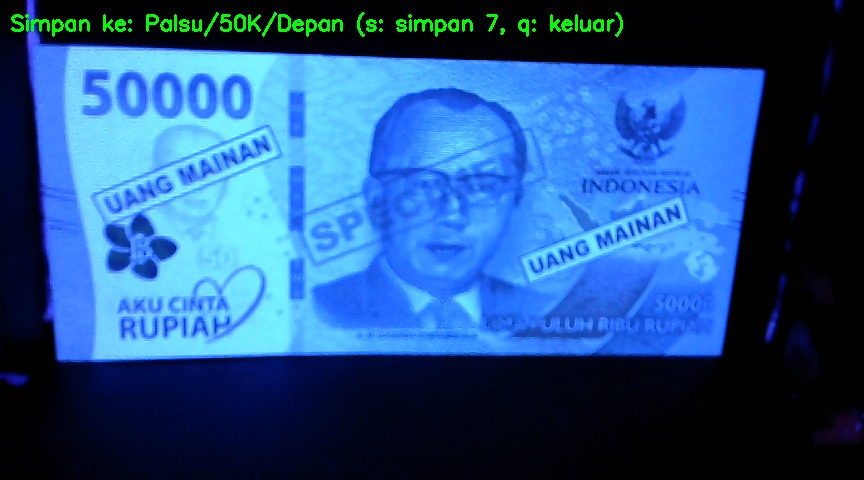 Simpan ke: Palsu/50K/Depan (s: simpan 7, q: keluar)
50000
UANG MAINAN
SPECIMEN
INDONESIA
UANG MAINAN
AKU CINTA
RUPIAH
50000
LIMA PULUH RIBU RUPIAH